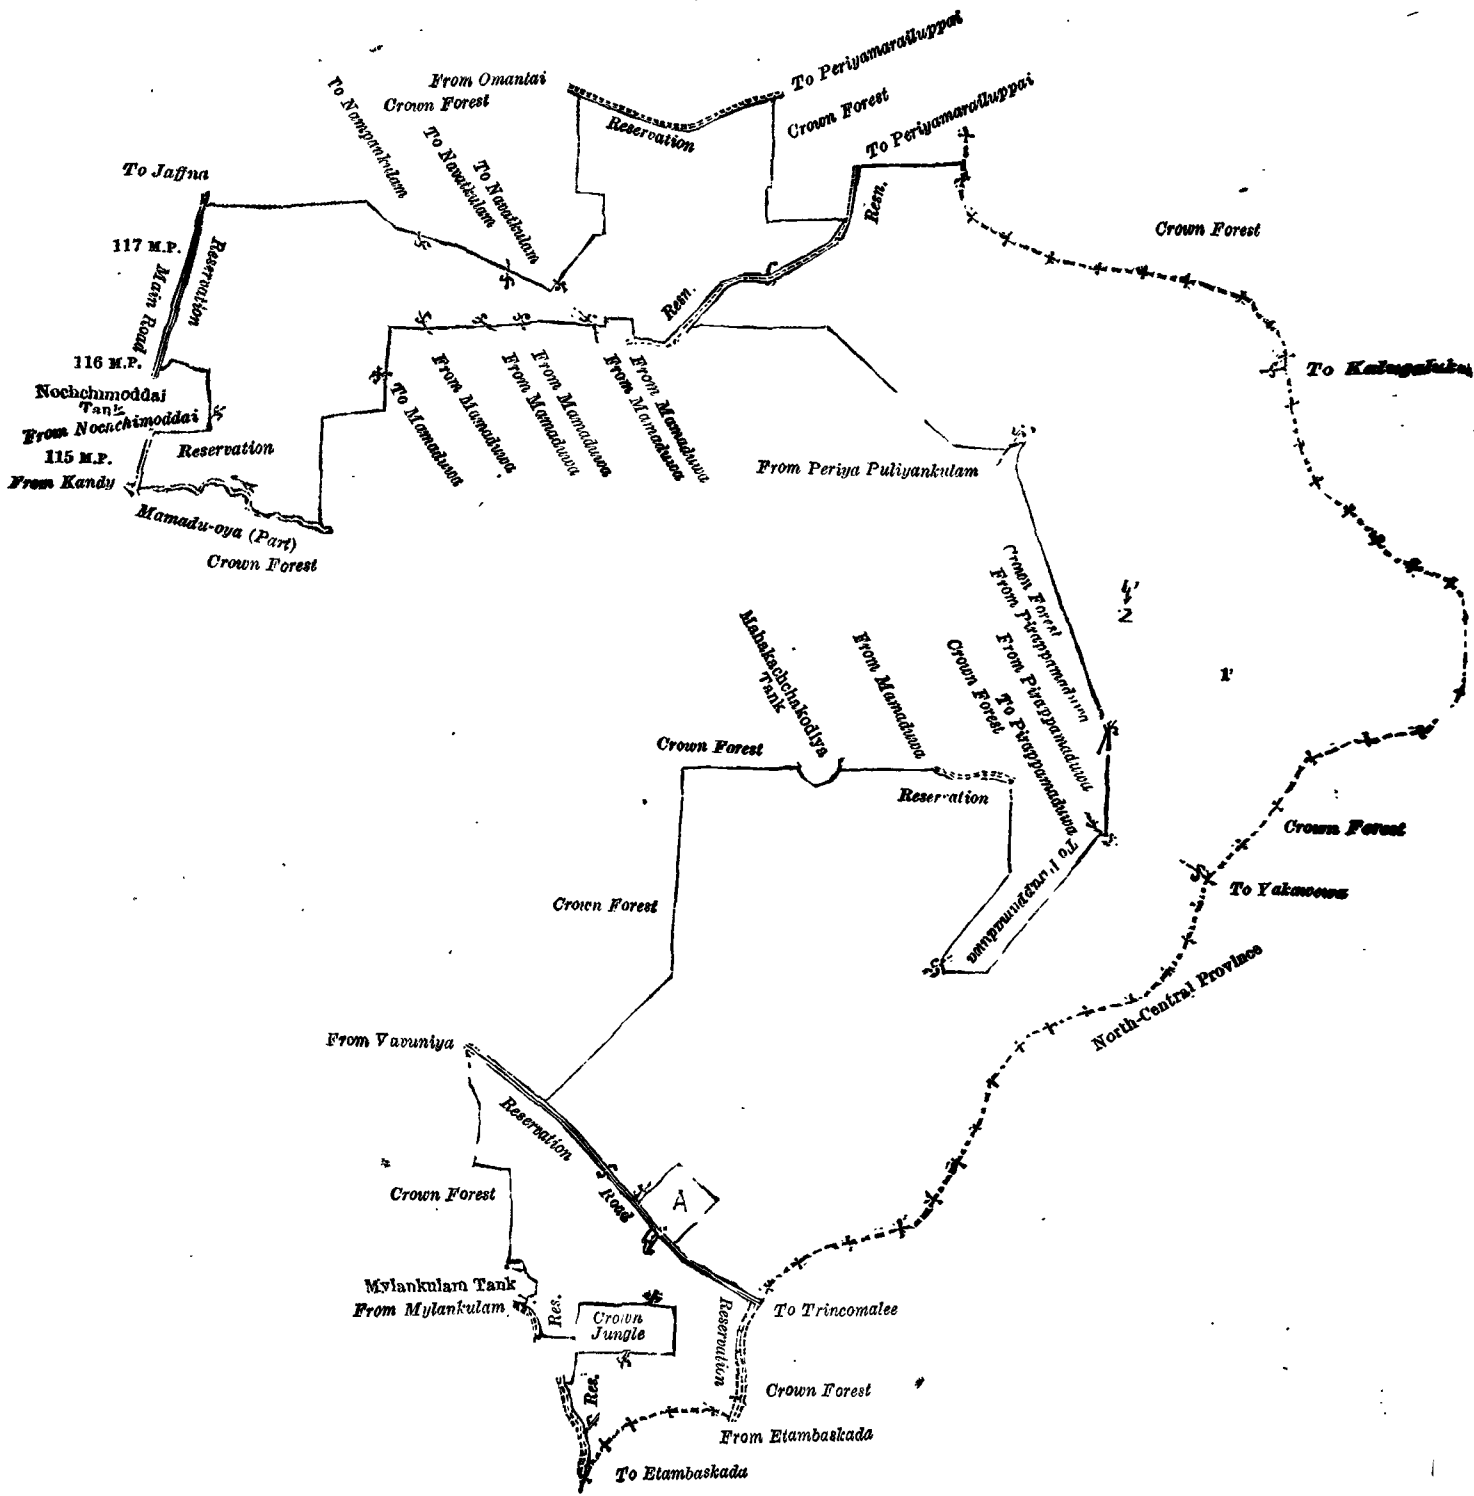 To Periyamarailuppai
From Omantai
Crown Forest
To Nampankulam
To Navatkulam
To Navatkulam
Reservation
Crown Forest
To Periyamarailuppai
To Jaffna
Resn.
Crown Forest
117 M.P.
Reservation
Main Road
Resn.
116 M.P.
Nochchimoddai
Tank
From Nochchimoddai
Reservation
115 M.P.
From Kandy
Mamadu-oya (Part)
Crown Forest
To Mamaduwa
From Mamaduwa
From Mamaduwa
From Mamaduwa
From Mamaduwa
From Mamaduwa
From Periya Puliyankulam
Crown Forest
From Pirappamaduwa
From Pirappamaduwa
Crown Forest
To Pirappamaduwa
Mahakachchakodiya
Tank
From Mamaduwa
1'
Crown Forest
Reservation
Crown Forest
To Pirappamaduwa
Crown Forest
To Yakawewa
North-Central Province
From Vavuniya
Reservation
Road
A
Crown Forest
Mylankulam Tank
From Mylankulam
Res.
Crown
Jungle
Reservation
To Trincomalee
Res.
Crown Forest
From Etambaskada
To Etambaskada